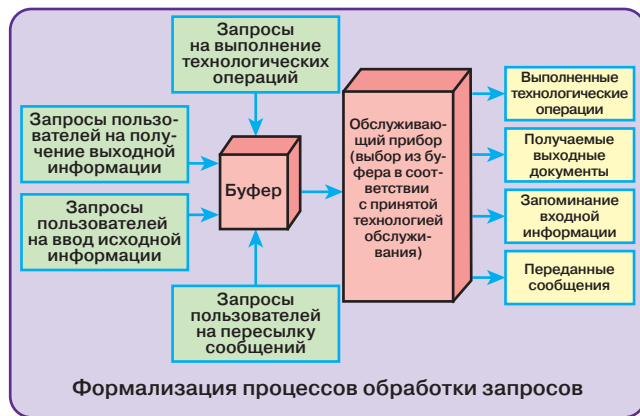 Запросы
на выполнение
технологических
операций
Запросы пользо-
вателей на полу-
чение выходной
информации
Запросы
пользователей
на ввод исходной
информации
Буфер
Запросы
пользователей
на пересылку
сообщений
Обслуживаю-
щий прибор
(выбор из бу-
фера в соот-
ветствии
с принятой
технологией
обслужи-
вания)
Выполненные
технологические
операции
Получаемые
выходные
документы
Запоминание
входной
информации
Переданные
сообщения
Формализация процессов обработки запросов